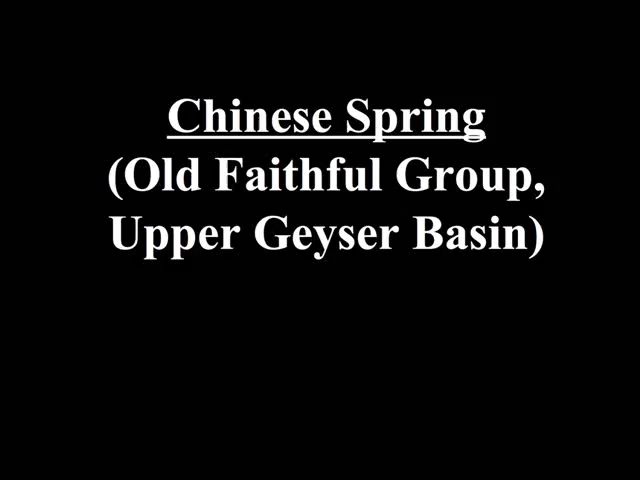 Chinese Spring
(Old Faithful Group,
Upper Geyser Basin)